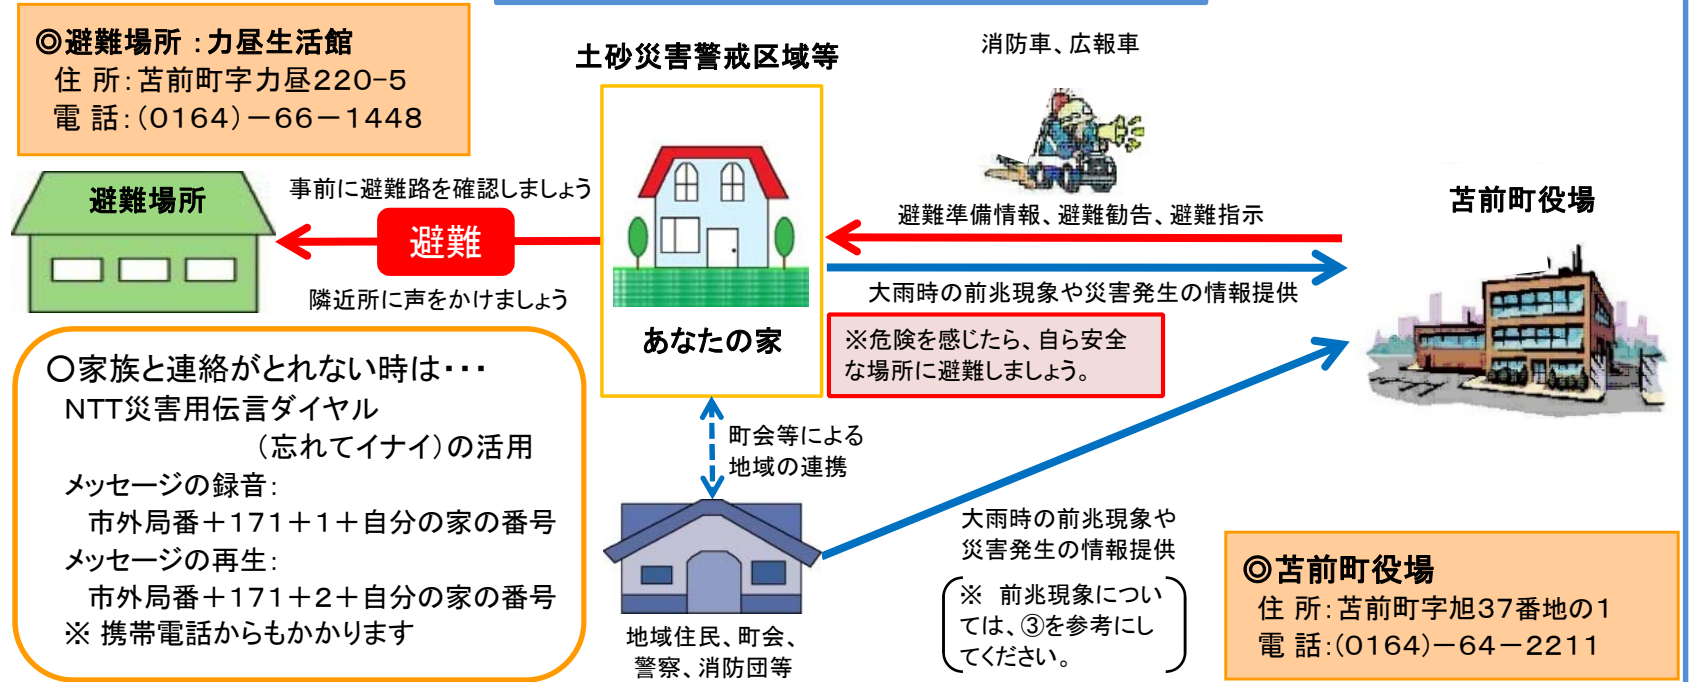 ◎避難場所：力昼生活館
住 所：苫前町字力昼２２０－５
電 話：（０１６４）－６６－１４４８
避難場所
事前に避難路を確認しましょう
避難
隣近所に声をかけましょう
土砂災害警戒区域等
あなたの家
消防車、広報車
避難準備情報、避難勧告、避難指示
大雨時の前兆現象や災害発生の情報提供
※危険を感じたら、自ら安全
な場所に避難しましょう。
苫前町役場
○家族と連絡がとれない時は・・・
ＮＴＴ災害用伝言ダイヤル
（忘れてイナイ）の活用
メッセージの録音：
市外局番＋１７１＋１＋自分の家の番号
メッセージの再生：
市外局番＋１７１＋２＋自分の家の番号
※ 携帯電話からもかかります
町会等による
地域の連携
地域住民、町会、
警察、消防団等
大雨時の前兆現象や
災害発生の情報提供
※ 前兆現象につい
ては、③を参考にし
てください。
◎苫前町役場
住 所：苫前町字旭３７番地の１
電 話：（０１６４）－６４－２２１１